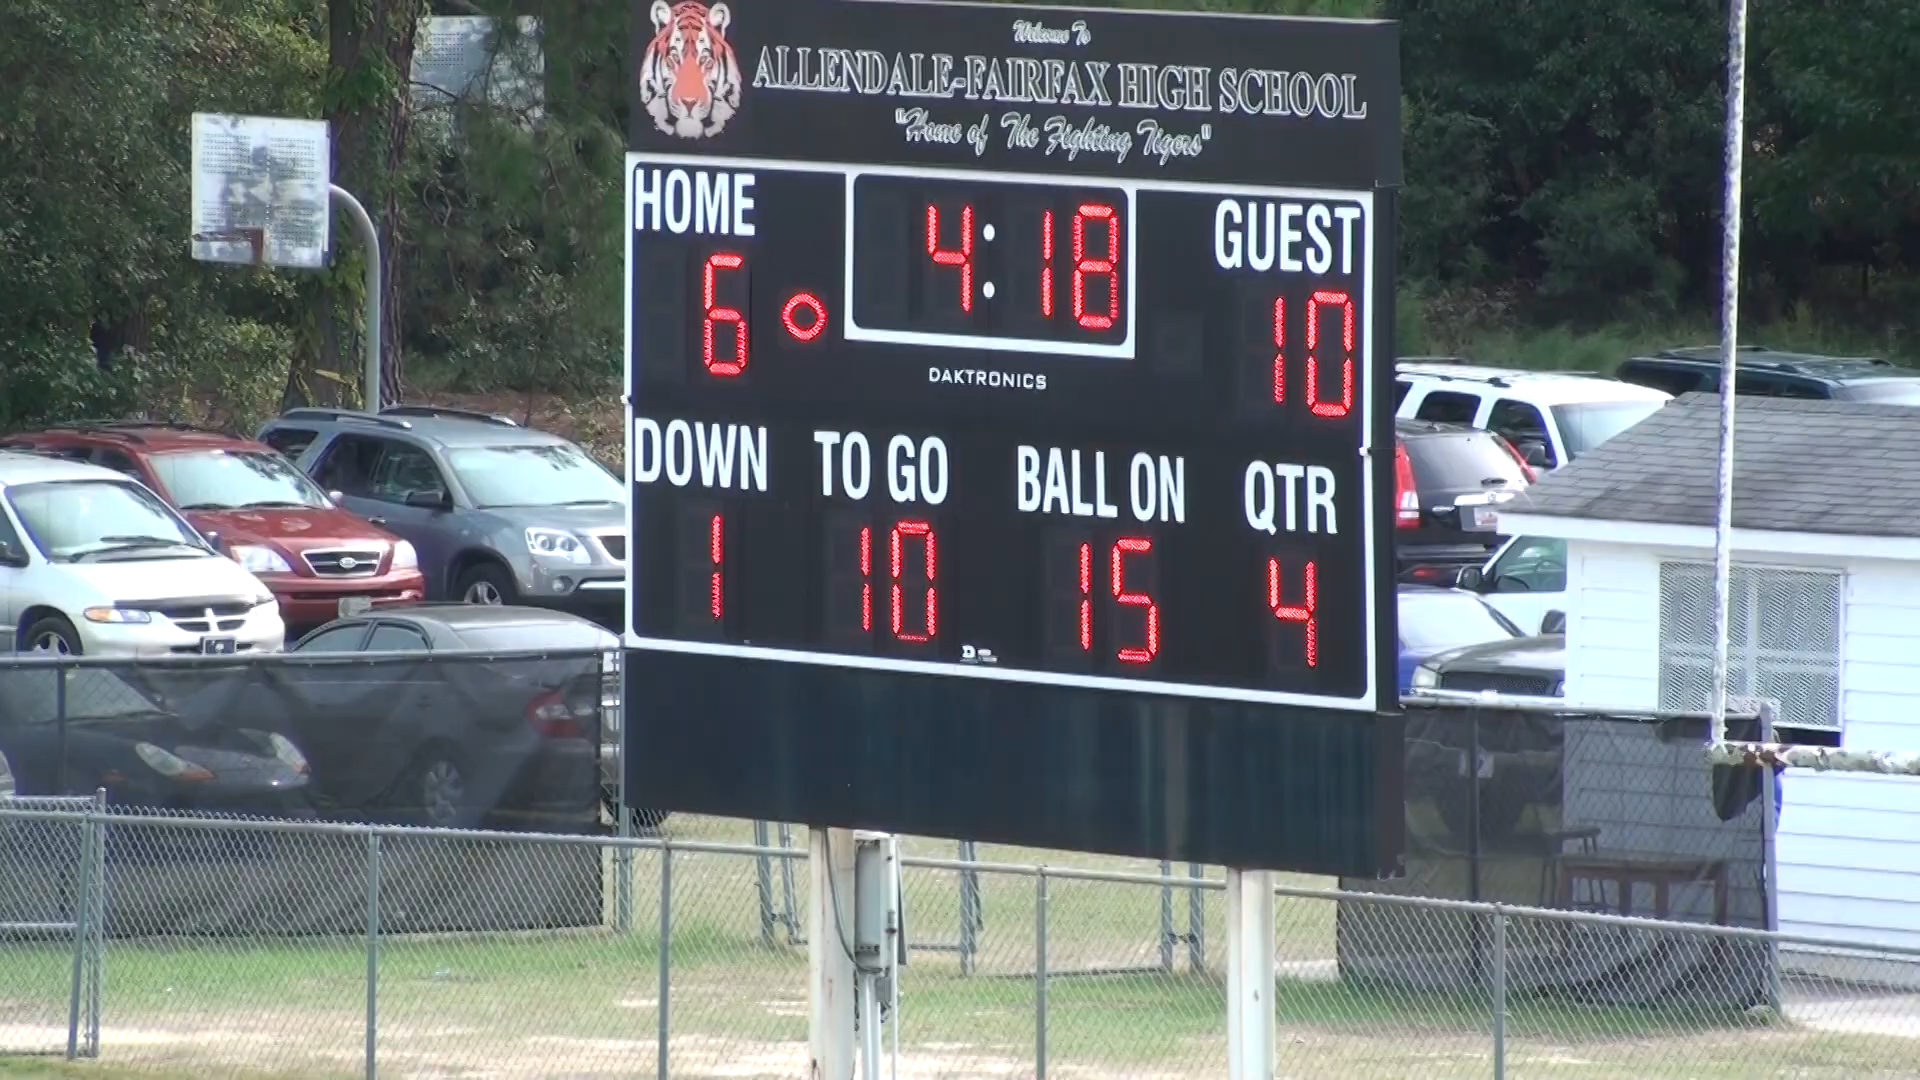 Welcome To
ALLENDALE-FAIRFAX HIGH SCHOOL
"Home of The Fighting Tigers"
HOME
4:18
GUEST
6
10
DAKTRONICS
DOWN TO GO BALL ON QTR
1 10 15 4